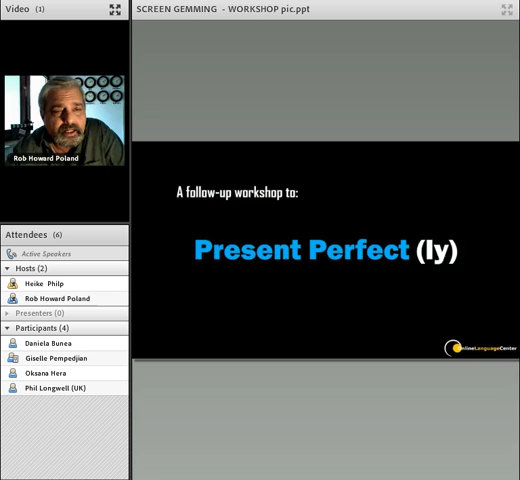 Video (1)
SCREEN GEMMING - WORKSHOP pic.ppt
Rob Howard Poland
A follow-up workshop to:
Present Perfect (ly)
OnlineLanguageCenter
Attendees (6)
Active Speakers
Hosts (2)
Heike Philp
Rob Howard Poland
Presenters (0)
Participants (4)
Daniela Bunea
Giselle Pempedjian
Oksana Hera
Phil Longwell (UK)